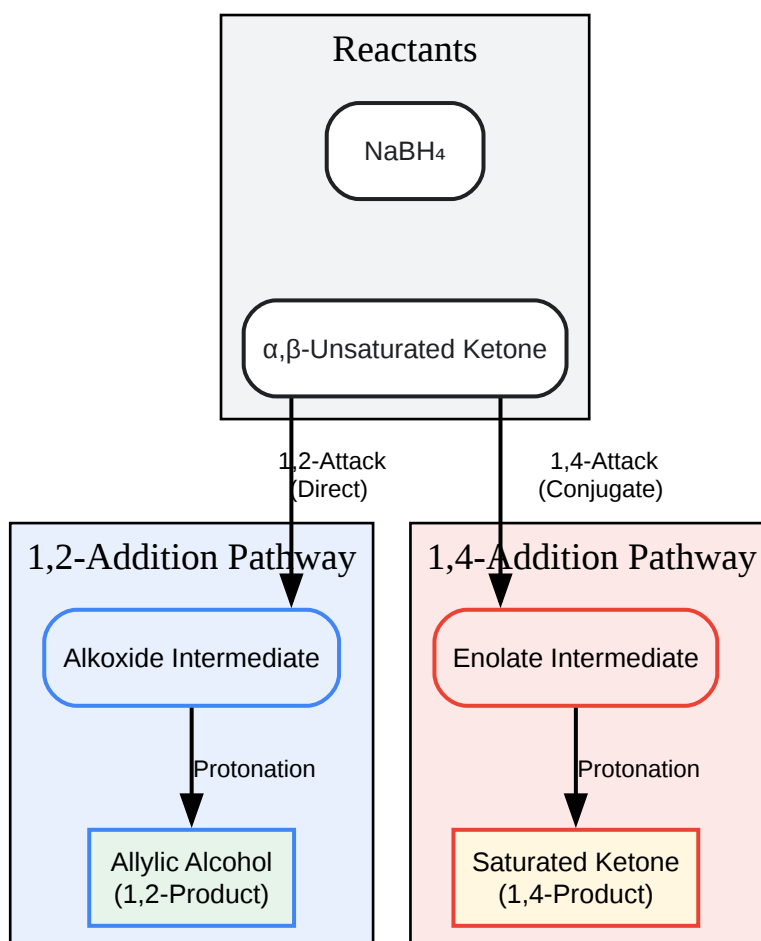 Reactants
NaBH₄
α,β-Unsaturated Ketone
1,2-Attack
(Direct)
1,4-Attack
(Conjugate)
1,2-Addition Pathway
Alkoxide Intermediate
Protonation
Allylic Alcohol
(1,2-Product)
1,4-Addition Pathway
Enolate Intermediate
Protonation
Saturated Ketone
(1,4-Product)